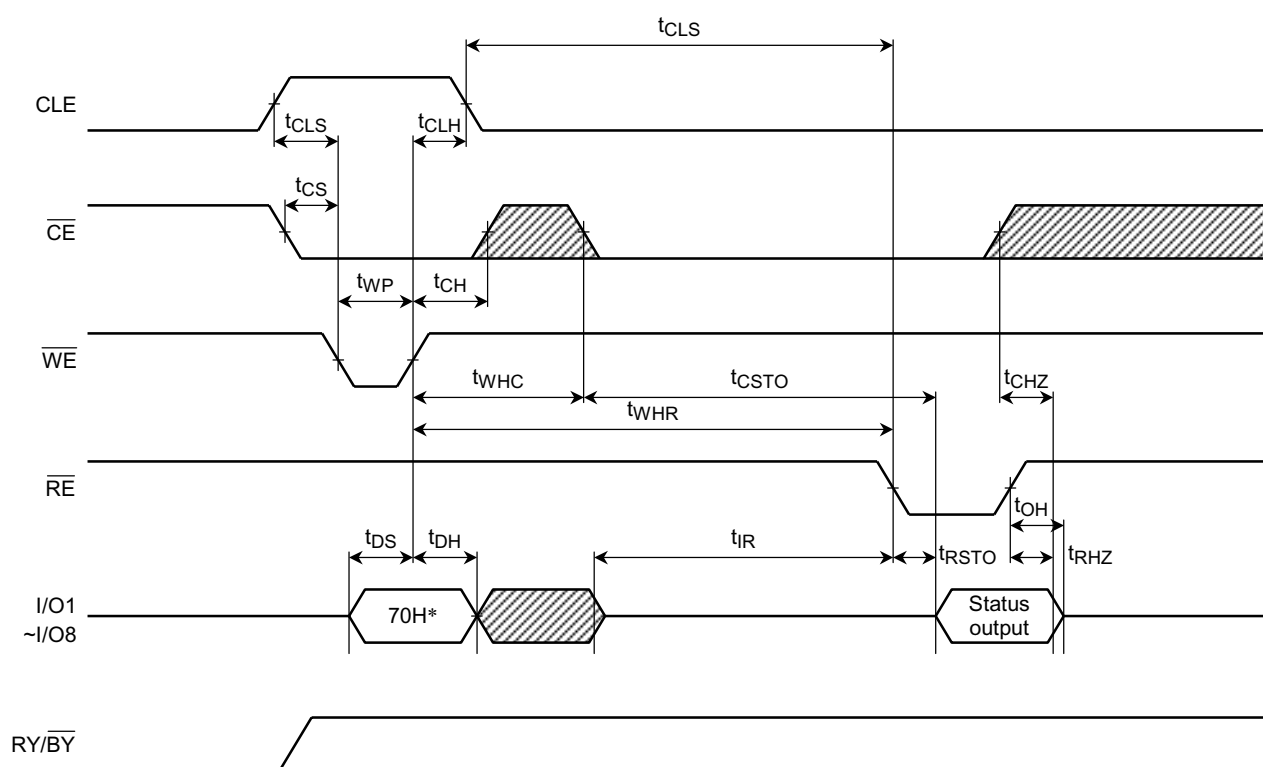 tCLS
CLE
tCLS
tCLH
tCS
CE
tWP
tCH
WE
tWHC
tCSTO
tCHZ
tWHR
RE
tOH
tDS
tDH
tIR
tRSTO
tRHZ
I/O1
~I/O8
70H*
Status
output
RY/BY